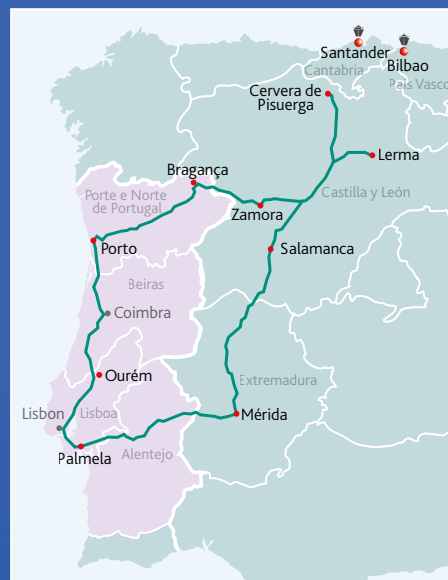 Santander
Bilbao
Cantabria
País Vasco
Cervera de
Pisuerga
Lerma
Bragança
Castilla y León
Porte e Norte
de Portugal
Zamora
Porto
Salamanca
Beiras
Coimbra
Ourém
Extremadura
Lisbon
Lisboa
Mérida
Palmela
Alentejo